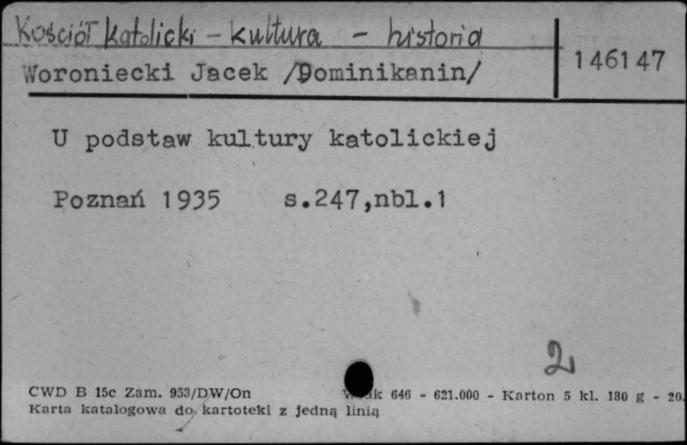 Kościół katolicki - kultura - historia
Woroniecki Jacek /Dominikanin/
146147
U podstaw kultury katolickiej
Poznań 1935 s.247,nbl.1
2
CWD B 15c Zam. 953/DW/On 646 - 621.000 - Karton 5 kl. 180 g - 20.
Karta katalogowa do kartoteki z jedną linią